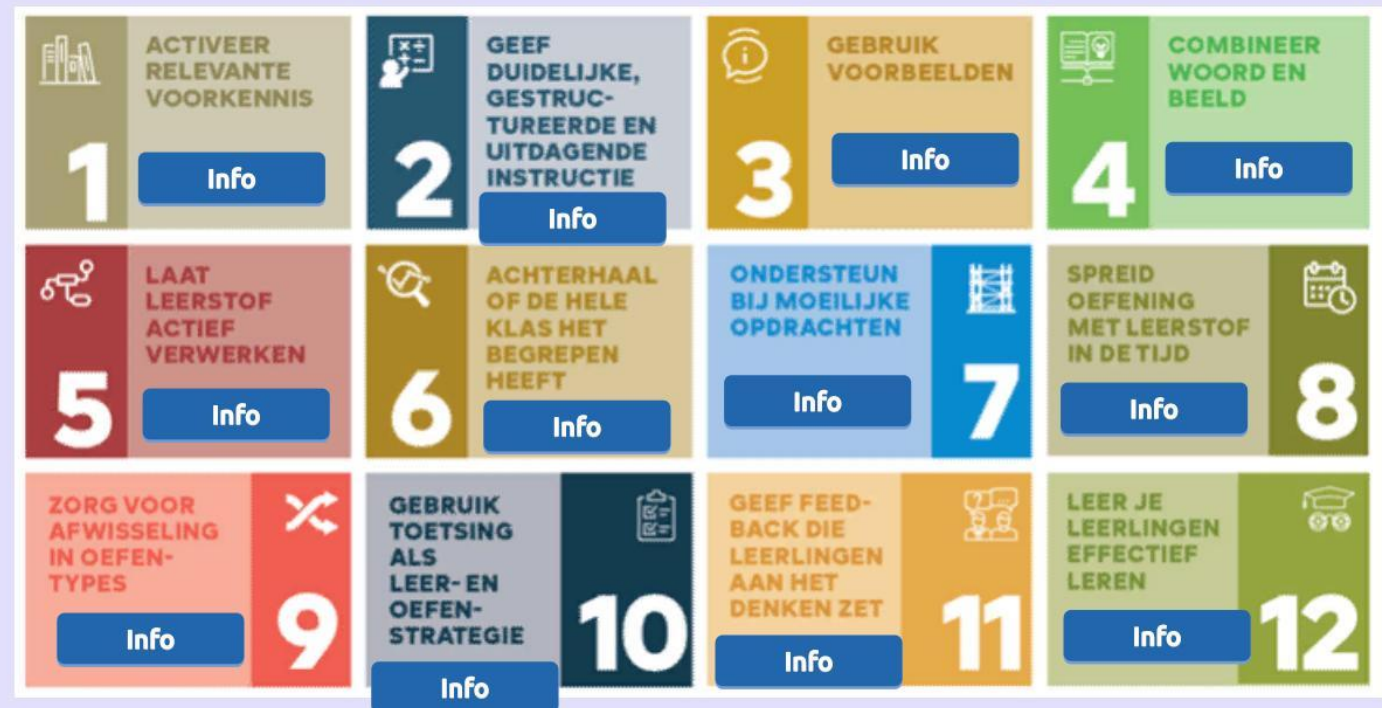 1
ACTIVEER
RELEVANTE
VOORKENNIS
Info
2
GEEF
DUIDELIJKE,
GESTRUC-
TUREERDE EN
UITDAGENDE
INSTRUCTIE
Info
3
GEBRUIK
VOORBEELDEN
Info
4
COMBINEER
WOORD EN
BEELD
Info
5
LAAT
LEERSTOF
ACTIEF
VERWERKEN
Info
6
ACHTERHAAL
OF DE HELE
KLAS HET
BEGREPEN
HEEFT
Info
ONDERSTEUN
BIJ MOEILIJKE
OPDRACHTEN
Info
7
SPREID
OEFENING
MET LEERSTOF
IN DE TIJD
Info
8
ZORG VOOR
AFWISSELING
IN OEFEN-
TYPES
Info
9
GEBRUIK
TOETSING
ALS
LEER- EN
OEFEN-
STRATEGIE
Info
10
GEEF FEED-
BACK DIE
LEERLINGEN
AAN HET
DENKEN ZET
Info
11
LEER JE
LEERLINGEN
EFFECTIEF
LEREN
Info
12